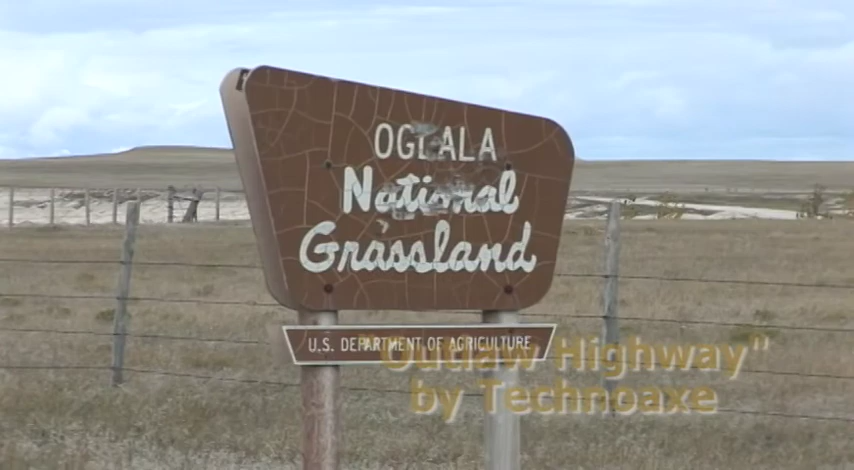 OGLALA
National
Grassland
U.S. DEPARTMENT OF AGRICULTURE
"Outlaw Highway"
by Technoaxe